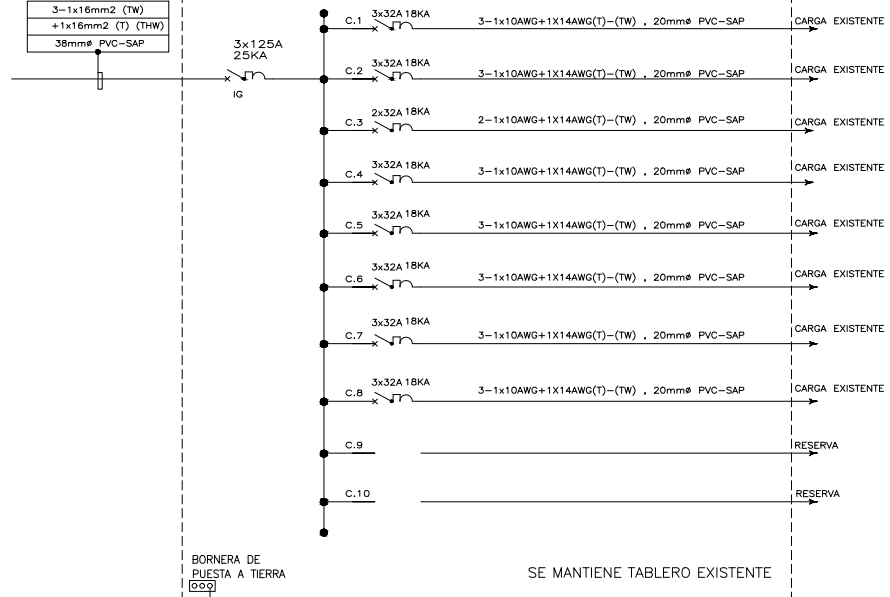 3-1x16mm2 (TW)
+1x16mm2 (T) (THW)
38mmø PVC-SAP
3x125A
25KA
IG
C.1 3x32A 18KA 3-1x10AWG+1X14AWG(T)-(TW) , 20mmø PVC-SAP CARGA EXISTENTE
C.2 3x32A 18KA 3-1x10AWG+1X14AWG(T)-(TW) , 20mmø PVC-SAP CARGA EXISTENTE
C.3 2x32A 18KA 2-1x10AWG+1X14AWG(T)-(TW) , 20mmø PVC-SAP CARGA EXISTENTE
C.4 3x32A 18KA 3-1x10AWG+1X14AWG(T)-(TW) , 20mmø PVC-SAP CARGA EXISTENTE
C.5 3x32A 18KA 3-1x10AWG+1X14AWG(T)-(TW) , 20mmø PVC-SAP CARGA EXISTENTE
C.6 3x32A 18KA 3-1x10AWG+1X14AWG(T)-(TW) , 20mmø PVC-SAP CARGA EXISTENTE
C.7 3x32A 18KA 3-1x10AWG+1X14AWG(T)-(TW) , 20mmø PVC-SAP CARGA EXISTENTE
C.8 3x32A 18KA 3-1x10AWG+1X14AWG(T)-(TW) , 20mmø PVC-SAP CARGA EXISTENTE
C.9 RESERVA
C.10 RESERVA
BORNERA DE
PUESTA A TIERRA
SE MANTIENE TABLERO EXISTENTE